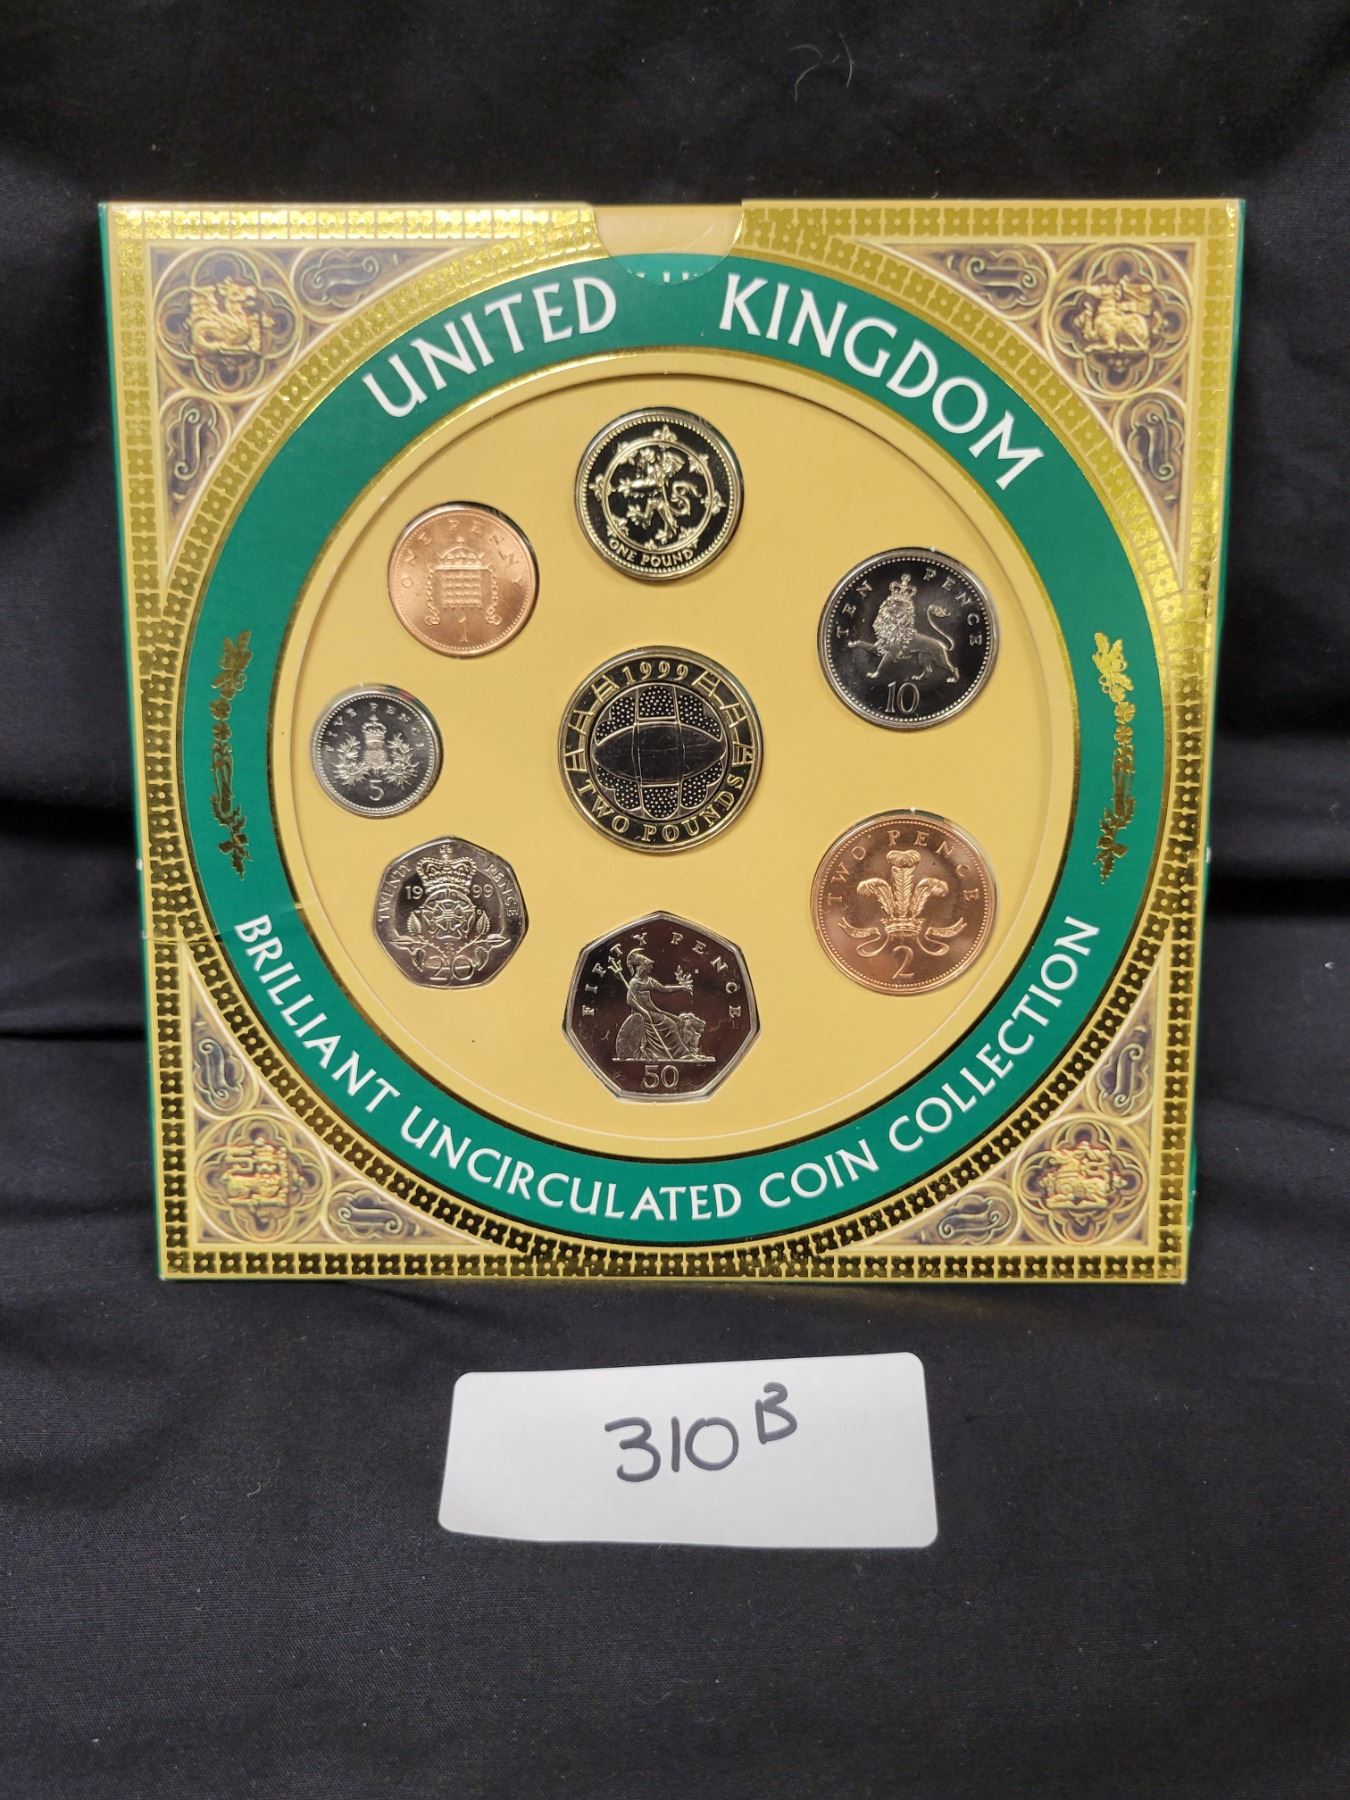 UNITED KINGDOM
ONE POUND
ONE PENNY
1
TEN PENCE
10
1999
TWO POUNDS
FIVE PENCE
5
TWENTY PENCE
1999
20
TWO PENCE
2
FIFTY PENCE
50
BRILLIANT UNCIRCULATED COIN COLLECTION
310B